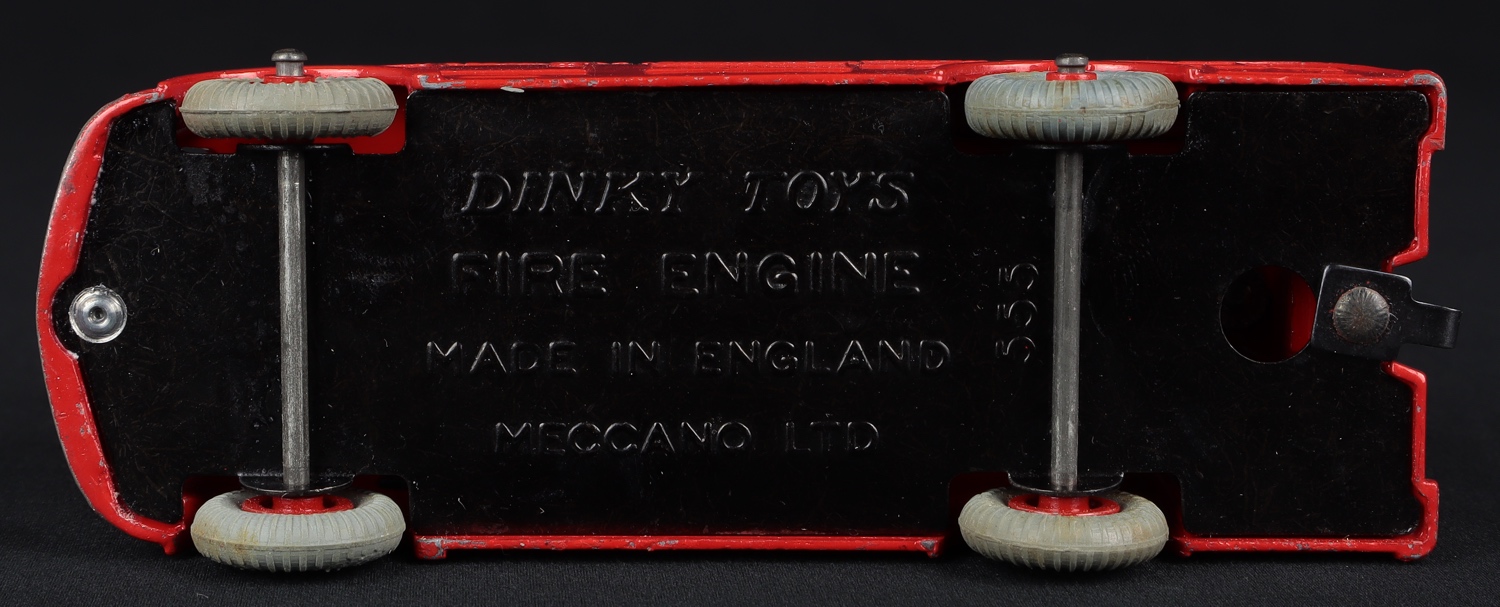 DINKY TOYS
FIRE ENGINE
MADE IN ENGLAND
MECCANO LTD
555